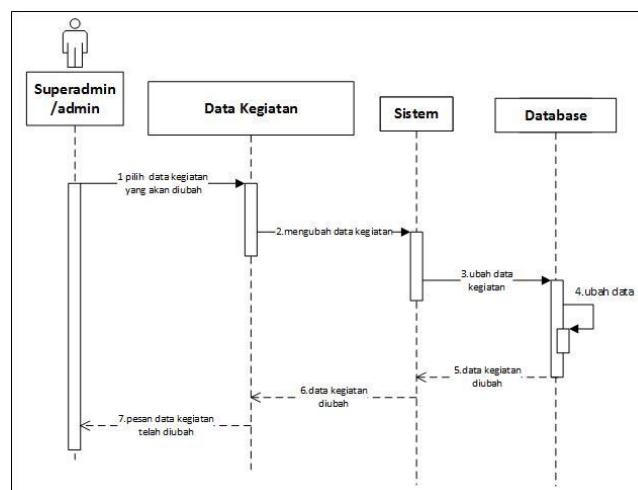 Superadmin
/admin
Data Kegiatan
Sistem
Database
1 pilih data kegiatan
yang akan diubah
2.mengubah data kegiatan
3.ubah data
kegiatan
4.ubah data
5.data kegiatan
diubah
6.data kegiatan
diubah
7.pesan data kegiatan
telah diubah